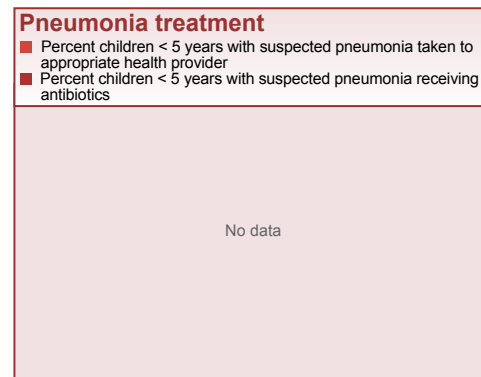 Pneumonia treatment
Percent children < 5 years with suspected pneumonia taken to
appropriate health provider
Percent children < 5 years with suspected pneumonia receiving
antibiotics
No data